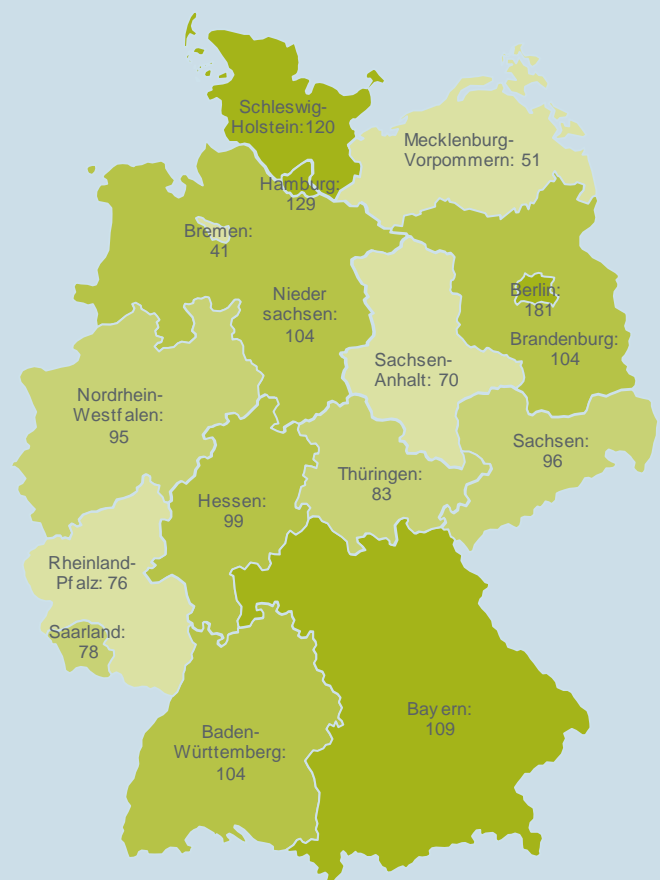 Schleswig-
Holstein:120
Mecklenburg-
Vorpommern: 51
Hamburg:
129
Bremen:
41
Nieder
sachsen:
104
Berlin:
181
Brandenburg:
104
Sachsen-
Anhalt: 70
Nordrhein-
Westfalen:
95
Sachsen:
96
Thüringen:
83
Hessen:
99
Rheinland-
Pfalz: 76
Saarland:
78
Bayern:
109
Baden-
Württemberg:
104